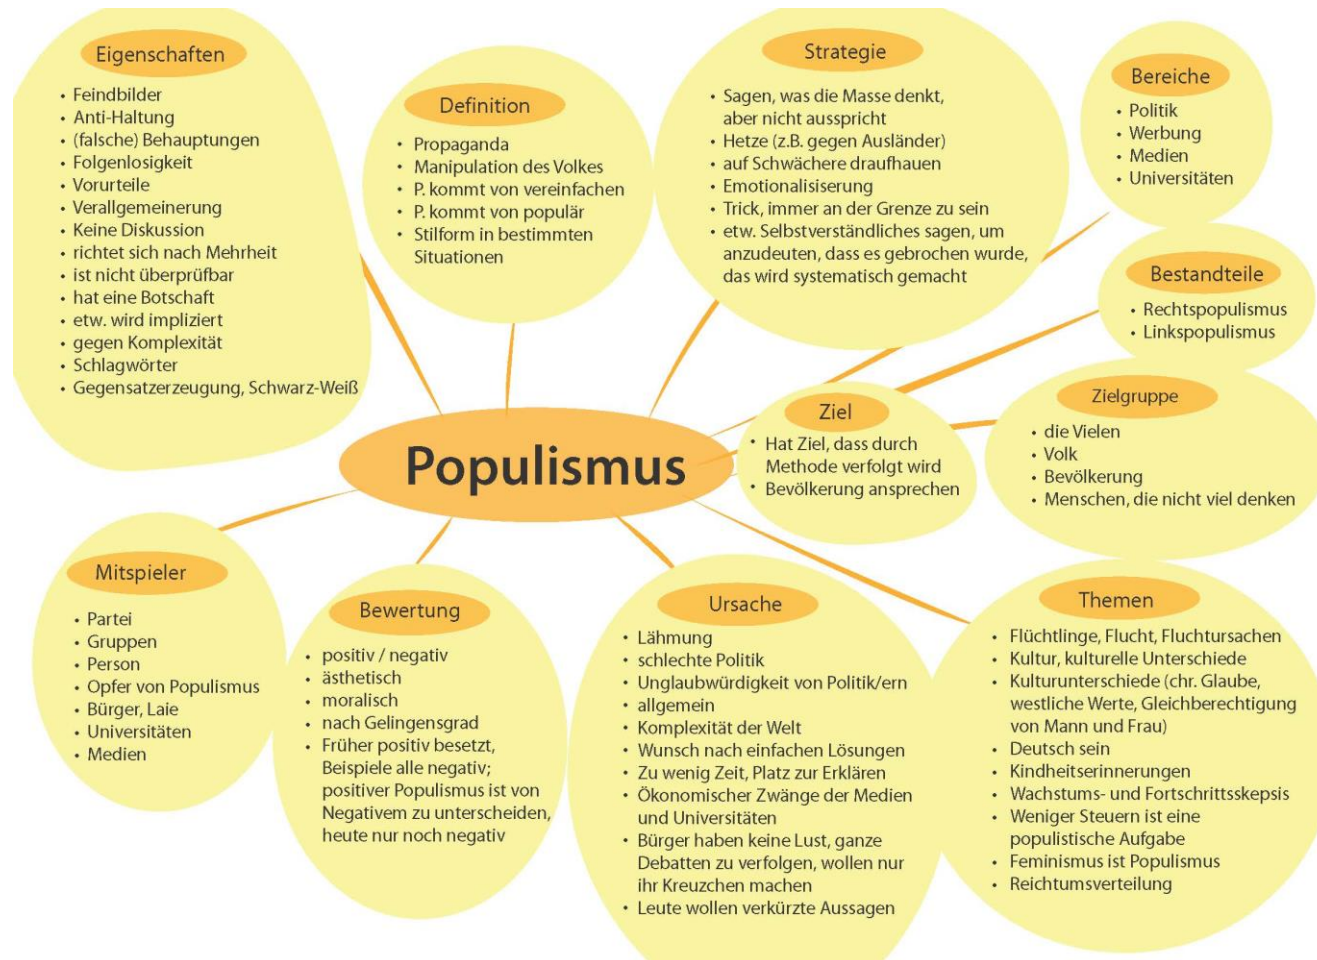 Eigenschaften
• Feindbilder
• Anti-Haltung
• (falsche) Behauptungen
• Folgenlosigkeit
• Vorurteile
• Verallgemeinerung
• Keine Diskussion
• richtet sich nach Mehrheit
• ist nicht überprüfbar
• hat eine Botschaft
• etw. wird impliziert
• gegen Komplexität
• Schlagwörter
• Gegensatzerzeugung, Schwarz-Weiß
Definition
• Propaganda
• Manipulation des Volkes
• P. kommt von vereinfachen
• P. kommt von populär
• Stilform in bestimmten
Situationen
Strategie
• Sagen, was die Masse denkt,
aber nicht ausspricht
• Hetze (z.B. gegen Ausländer)
• auf Schwächere draufhauen
• Emotionalisiserung
• Trick, immer an der Grenze zu sein
• etw. Selbstverständliches sagen, um
anzudeuten, dass es gebrochen wurde,
das wird systematisch gemacht
Bereiche
• Politik
• Werbung
• Medien
• Universitäten
Bestandteile
• Rechtspopulismus
• Linkspopulismus
Zielgruppe
• die Vielen
• Volk
• Bevölkerung
• Menschen, die nicht viel denken
Ziel
• Hat Ziel, dass durch
Methode verfolgt wird
• Bevölkerung ansprechen
Populismus
Mitspieler
• Partei
• Gruppen
• Person
• Opfer von Populismus
• Bürger, Laie
• Universitäten
• Medien
Bewertung
• positiv / negativ
• ästhetisch
• moralisch
• nach Gelingensgrad
• Früher positiv besetzt,
Beispiele alle negativ;
positiver Populismus ist von
Negativem zu unterscheiden,
heute nur noch negativ
Ursache
• Lähmung
• schlechte Politik
• Unglaubwürdigkeit von Politik/ern
• allgemein
• Komplexität der Welt
• Wunsch nach einfachen Lösungen
• Zu wenig Zeit, Platz zur Erklären
• Ökonomischer Zwänge der Medien
und Universitäten
• Bürger haben keine Lust, ganze
Debatten zu verfolgen, wollen nur
ihr Kreuzchen machen
• Leute wollen verkürzte Aussagen
Themen
• Flüchtlinge, Flucht, Fluchtursachen
• Kultur, kulturelle Unterschiede
• Kulturunterschiede (chr. Glaube,
westliche Werte, Gleichberechtigung
von Mann und Frau)
• Deutsch sein
• Kindheitserinnerungen
• Wachstums- und Fortschrittsskepsis
• Weniger Steuern ist eine
populistische Aufgabe
• Feminismus ist Populismus
• Reichtumsverteilung